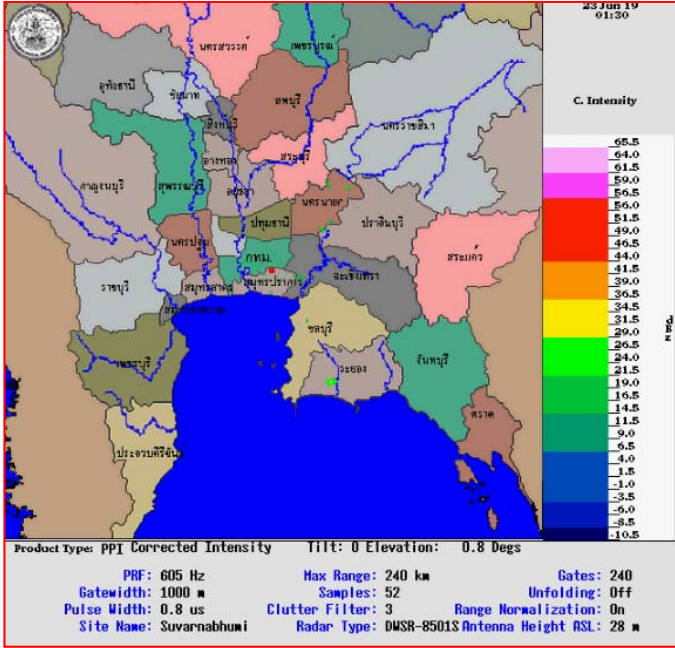 23 Jun 19
01:30
C. Intensity
65.5
64.0
61.5
59.0
56.5
56.0
51.5
49.0
46.5
44.0
41.5
39.0
36.5
34.5
31.5
29.0
26.5
24.0
21.5
19.0
16.5
14.5
11.5
9.0
6.5
4.0
1.5
-1.0
-3.5
-6.0
-8.5
-10.5
นครสวรรค์
เพชรบูรณ์
อุทัยธานี
ชัยนาท
ลพบุรี
นครราชสีมา
สิงห์บุรี
อ่างทอง
สระบุรี
กาญจนบุรี
สุพรรณบุรี
อยุธยา
นครนายก
ปราจีนบุรี
ปทุมธานี
นครปฐม
กทม.
สระแก้ว
ราชบุรี
สมุทรสาคร
สมุทรปราการ
ฉะเชิงเทรา
เพชรบุรี
ชลบุรี
ระยอง
จันทบุรี
ตราด
ประจวบคีรีขันธ์
Product Type: PPI Corrected Intensity Tilt: 0 Elevation: 0.8 Degs
PRF: 605 Hz Max Range: 240 km Gates: 240
Gatewidth: 1000 m Samples: 52 Unfolding: Off
Pulse Width: 0.8 us Clutter Filter: 3 Range Normalization: On
Site Name: Suvarnabhumi Radar Type: DWSR-8501S Antenna Height ASL: 28 m